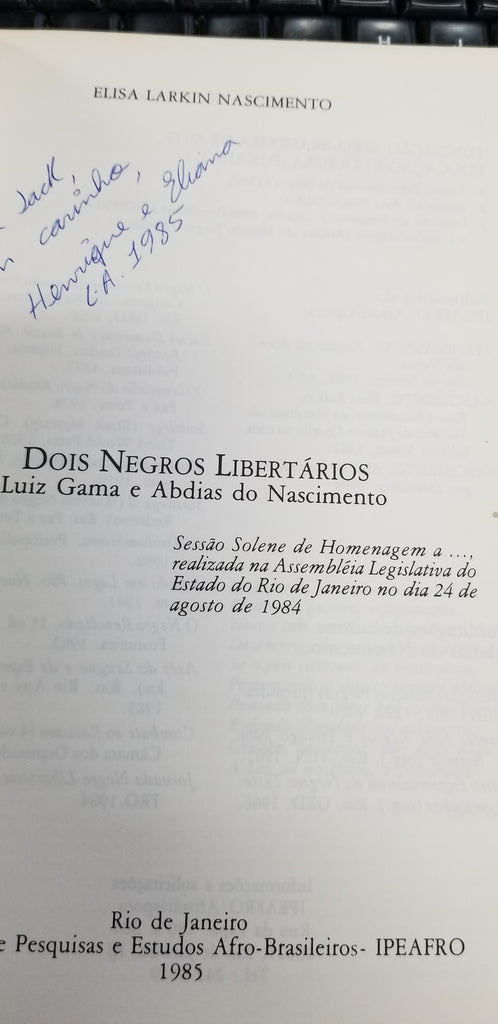 ELISA LARKIN NASCIMENTO
Jack,
carinho,
Henrique e Eliana
L.A. 1985
DOIS NEGROS LIBERTÁRIOS
Luiz Gama e Abdias do Nascimento
Sessão Solene de Homenagem a ...,
realizada na Assembléia Legislativa do
Estado do Rio de Janeiro no dia 24 de
agosto de 1984
Rio de Janeiro
e Pesquisas e Estudos Afro-Brasileiros- IPEAFRO
1985